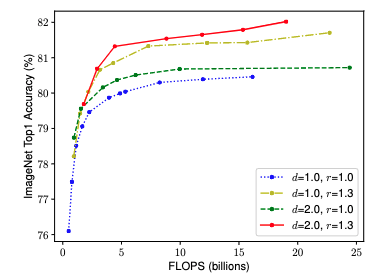 ImageNet Top1 Accuracy (%)
82
81
80
79
78
77
76
0
5
10
15
20
25
FLOPS (billions)
d=1.0, r=1.0
d=1.0, r=1.3
d=2.0, r=1.0
d=2.0, r=1.3